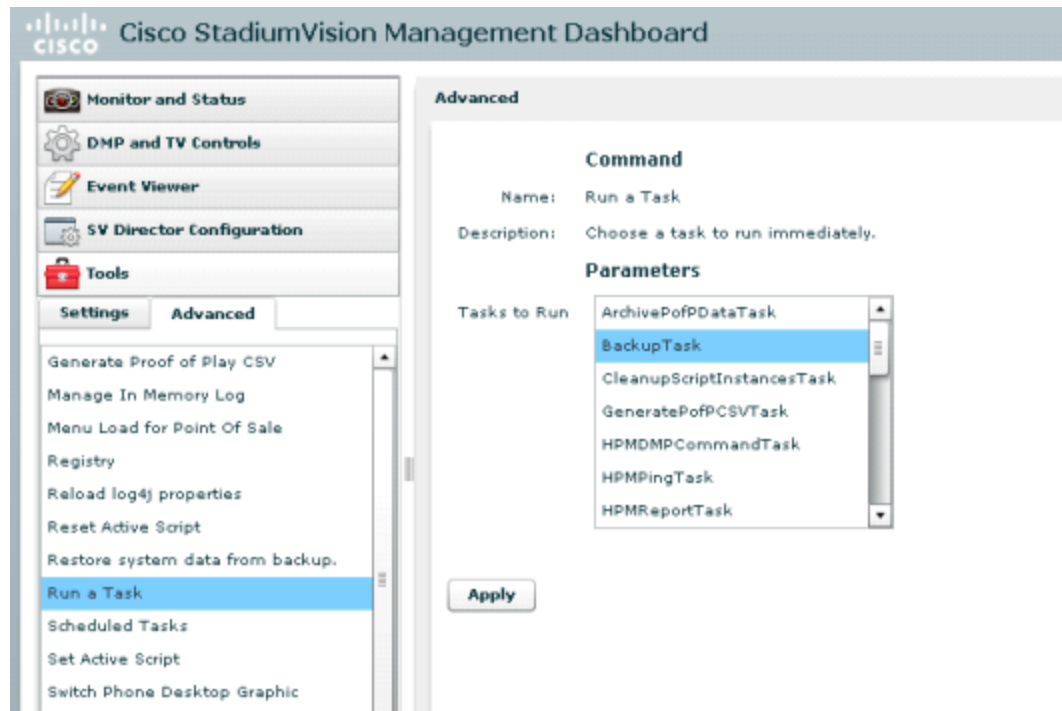 CISCO Cisco StadiumVision Management Dashboard
Monitor and Status
DMP and TV Controls
Event Viewer
SV Director Configuration
Tools
Settings Advanced
Generate Proof of Play CSV
Manage In Memory Log
Menu Load for Point Of Sale
Registry
Reload log4j properties
Reset Active Script
Restore system data from backup.
Run a Task
Scheduled Tasks
Set Active Script
Switch Phone Desktop Graphic
Advanced
Command
Name: Run a Task
Description: Choose a task to run immediately.
Parameters
Tasks to Run
ArchivePofPDataTask
BackupTask
CleanupScriptInstancesTask
GeneratePofPCSVTask
HPMDMPCommandTask
HPMPingTask
HPMReportTask
Apply